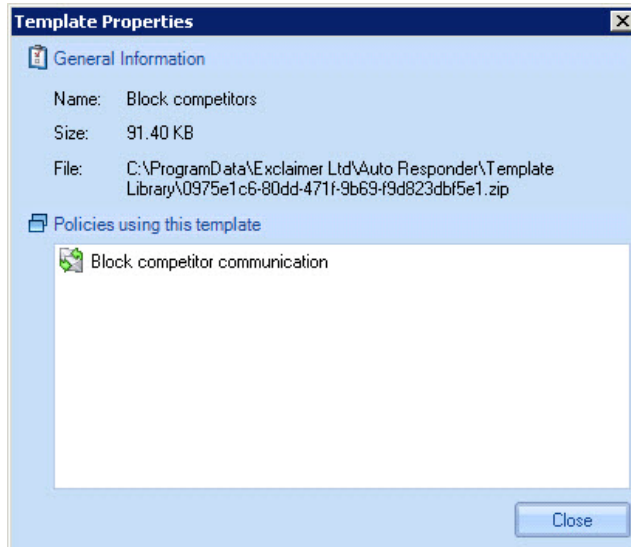 Template Properties
General Information
Name: Block competitors
Size: 91.40 KB
File: C:\ProgramData\Exclaimer Ltd\Auto Responder\Template
Library\0975e1c6-80dd-471f-9b69-f9d823dbf5e1.zip
Policies using this template
Block competitor communication
Close